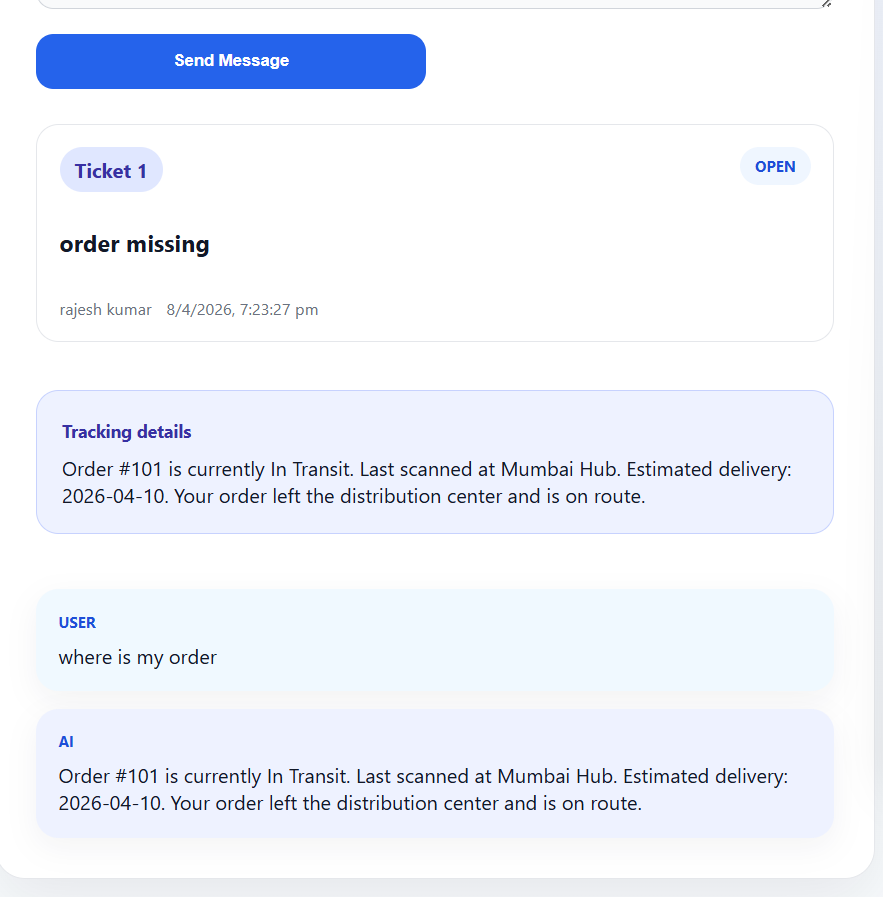 Send Message
Ticket 1
OPEN
order missing
rajesh kumar 8/4/2026, 7:23:27 pm
Tracking details
Order #101 is currently In Transit. Last scanned at Mumbai Hub. Estimated delivery:
2026-04-10. Your order left the distribution center and is on route.
USER
where is my order
AI
Order #101 is currently In Transit. Last scanned at Mumbai Hub. Estimated delivery:
2026-04-10. Your order left the distribution center and is on route.